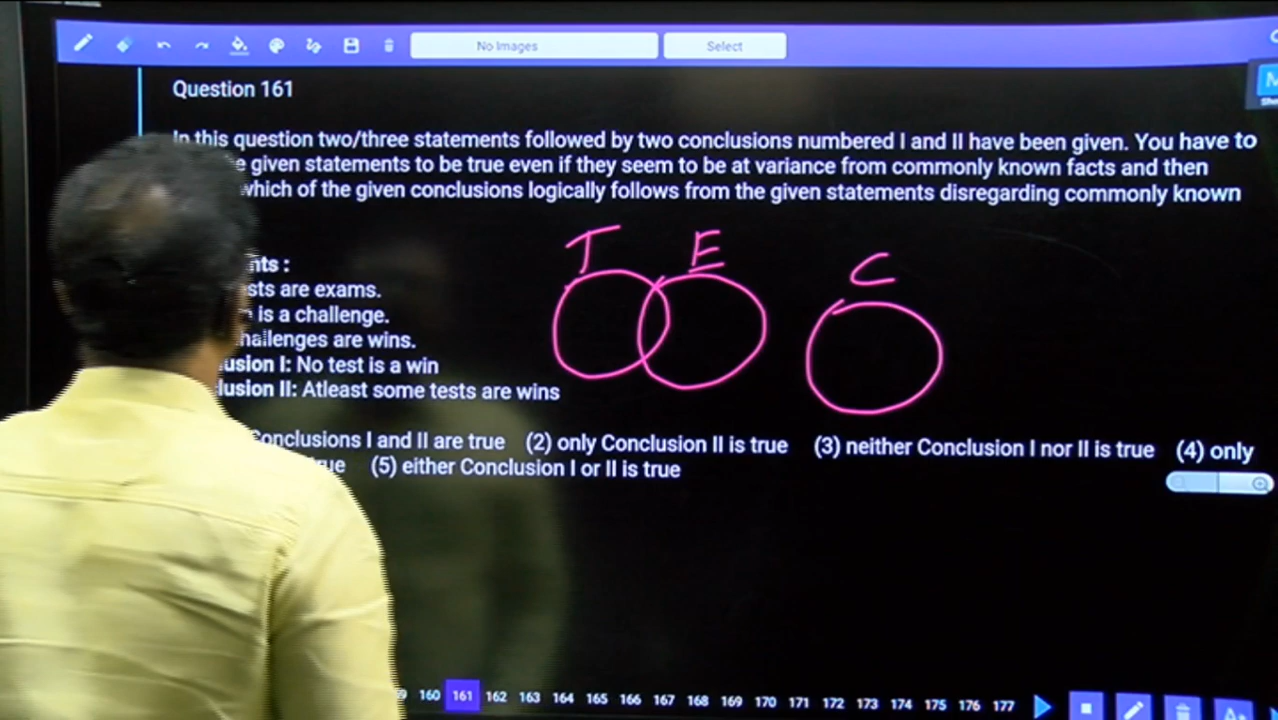 No Images
Select
Question 161
In this question two/three statements followed by two conclusions numbered I and II have been given. You have to
given statements to be true even if they seem to be at variance from commonly known facts and then
which of the given conclusions logically follows from the given statements disregarding commonly known
T E C
are exams.
is a challenge.
are wins.
I: No test is a win
II: Atleast some tests are wins
Conclusions I and II are true (2) only Conclusion II is true (3) neither Conclusion I nor II is true (4) only
(5) either Conclusion I or II is true
160 161 162 163 164 165 166 167 168 169 170 171 172 173 174 175 176 177